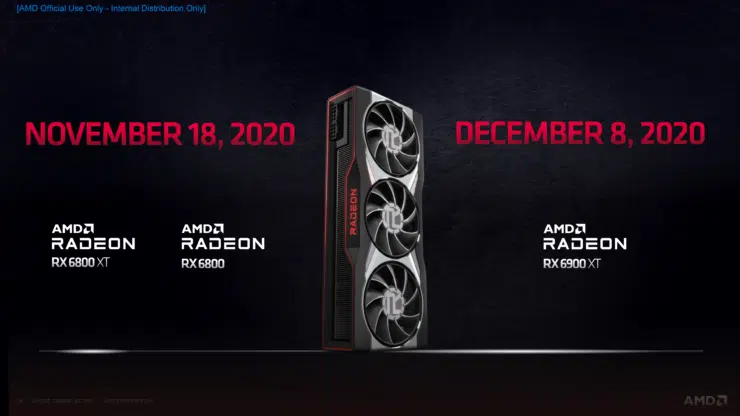 [AMD Official Use Only - Internal Distribution Only]
NOVEMBER 18, 2020
AMD
RADEON
RX 6800 XT
AMD
RADEON
RX 6800
RADEON
DECEMBER 8, 2020
AMD
RADEON
RX 6900 XT
AMD